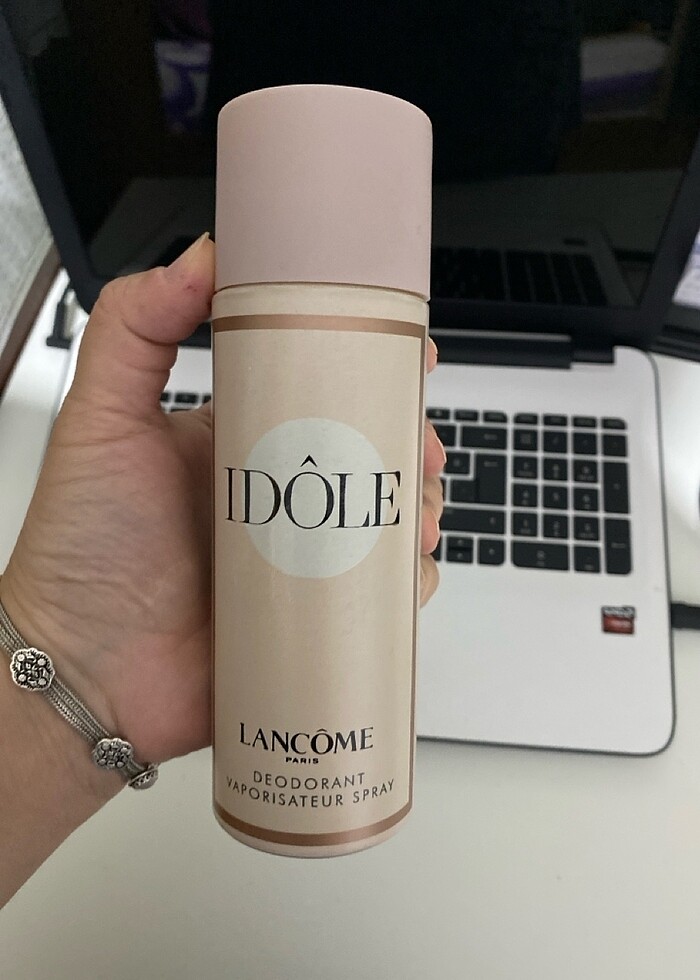 IDÔLE
LANCÔME
PARIS
DEODORANT
VAPORISATEUR SPRAY